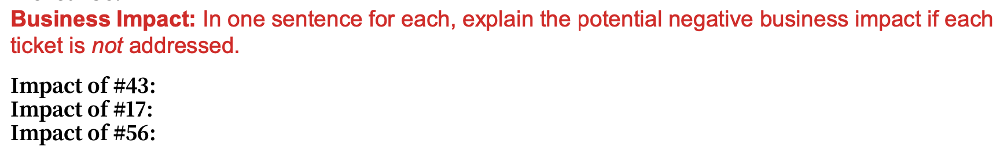 Business Impact: In one sentence for each, explain the potential negative business impact if each
ticket is not addressed.
Impact of #43:
Impact of #17:
Impact of #56: